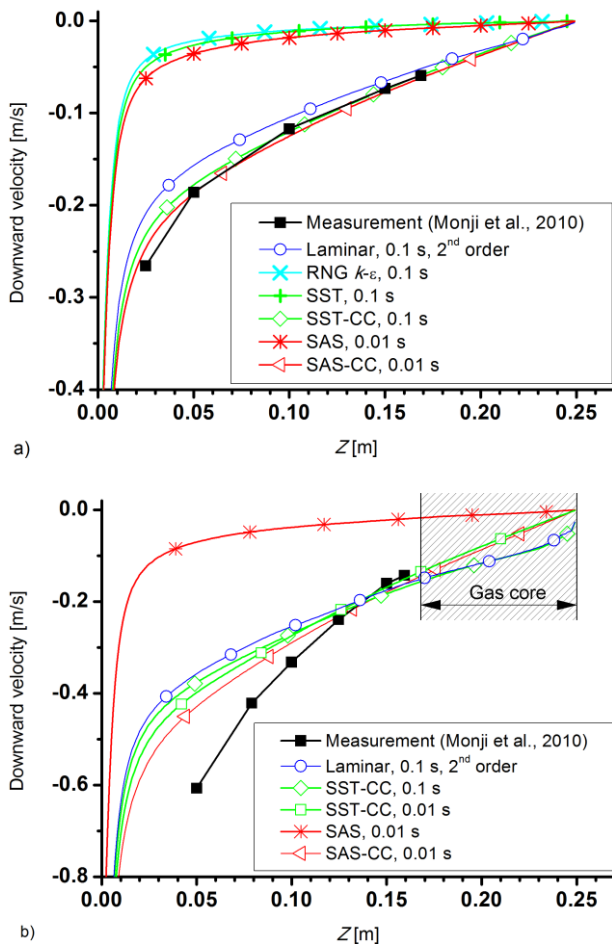 0.0
-0.1
-0.2
-0.3
-0.4
Downward velocity [m/s]
Measurement (Monji et al., 2010)
Laminar, 0.1 s, 2nd order
RNG k-ε, 0.1 s
SST, 0.1 s
SST-CC, 0.1 s
SAS, 0.01 s
SAS-CC, 0.01 s
0.00 0.05 0.10 0.15 0.20 0.25
Z [m]
a)
0.0
-0.2
-0.4
-0.6
-0.8
Downward velocity [m/s]
Gas core
Measurement (Monji et al., 2010)
Laminar, 0.1 s, 2nd order
SST-CC, 0.1 s
SST-CC, 0.01 s
SAS, 0.01 s
SAS-CC, 0.01 s
0.00 0.05 0.10 0.15 0.20 0.25
Z [m]
b)